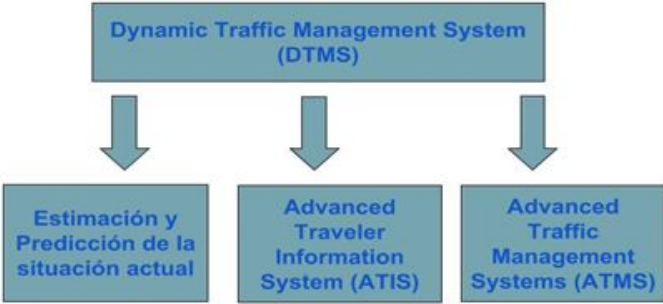 Dynamic Traffic Management System
(DTMS)
Estimación y
Predicción de la
situación actual
Advanced
Traveler
Information
System (ATIS)
Advanced
Traffic
Management
Systems (ATMS)